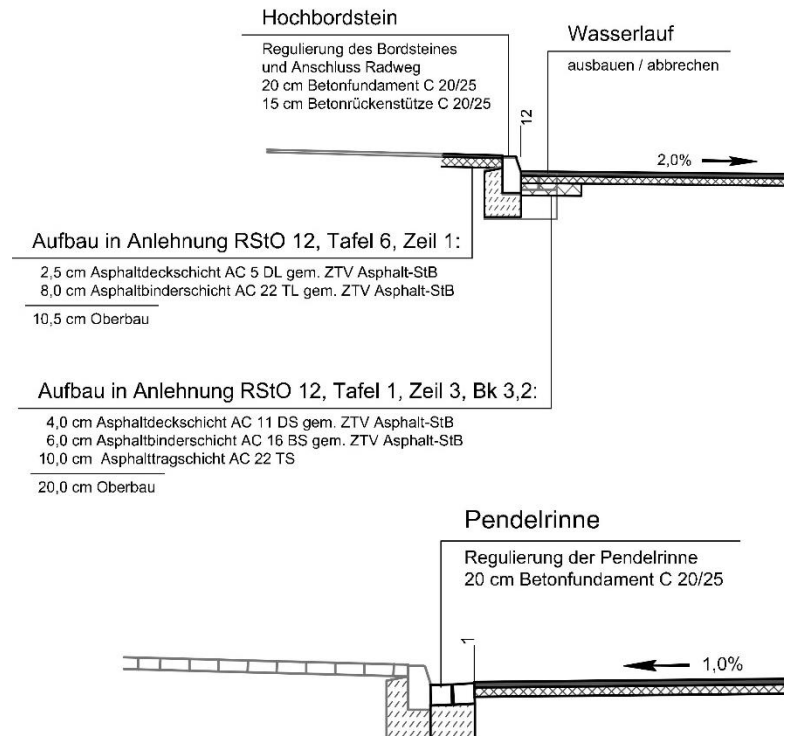 Hochbordstein
Regulierung des Bordsteines
und Anschluss Radweg
20 cm Betonfundament C 20/25
15 cm Betonrückenstütze C 20/25
Wasserlauf
ausbauen / abbrechen
12
2,0%
Aufbau in Anlehnung RStO 12, Tafel 6, Zeil 1:
2,5 cm Asphaltdeckschicht AC 5 DL gem. ZTV Asphalt-StB
8,0 cm Asphaltbinderschicht AC 22 TL gem. ZTV Asphalt-StB
10,5 cm Oberbau
Aufbau in Anlehnung RStO 12, Tafel 1, Zeil 3, Bk 3,2:
4,0 cm Asphaltdeckschicht AC 11 DS gem. ZTV Asphalt-StB
6,0 cm Asphaltbinderschicht AC 16 BS gem. ZTV Asphalt-StB
10,0 cm Asphalttragschicht AC 22 TS
20,0 cm Oberbau
Pendelrinne
Regulierung der Pendelrinne
20 cm Betonfundament C 20/25
1
1,0%